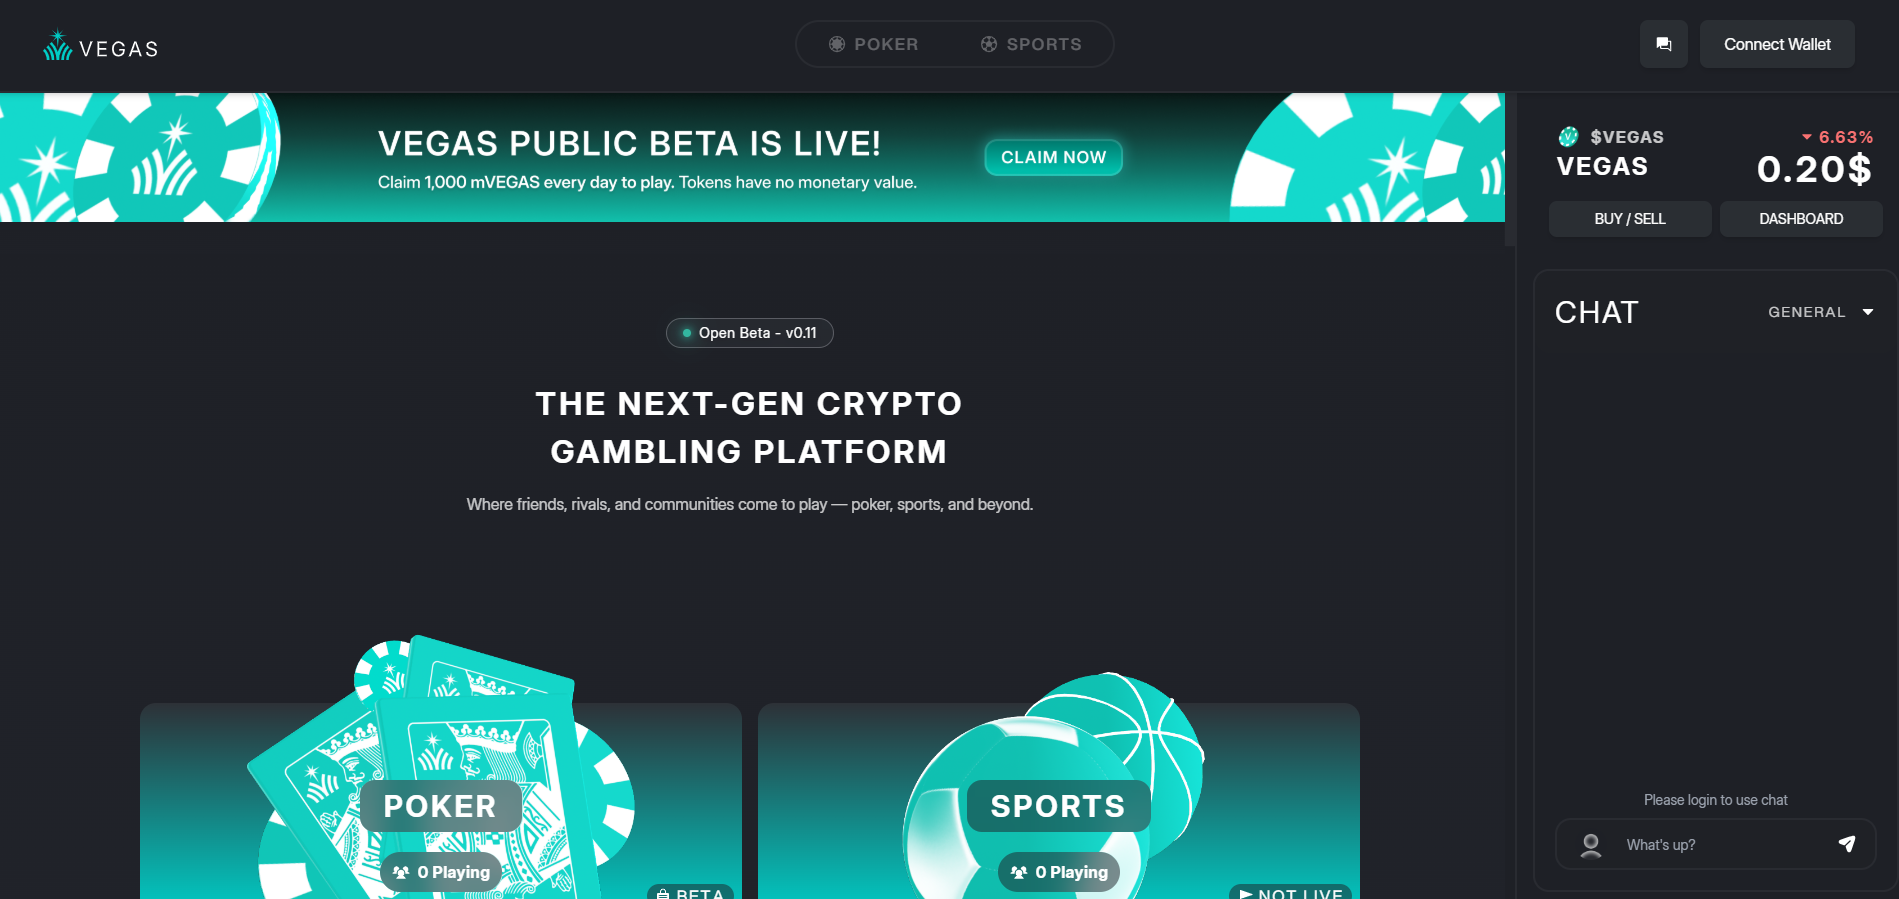 VEGAS
POKER
SPORTS
Connect Wallet
VEGAS PUBLIC BETA IS LIVE!
Claim 1,000 mVEGAS every day to play. Tokens have no monetary value.
CLAIM NOW
$VEGAS
6.63%
VEGAS
0.20$
BUY / SELL
DASHBOARD
Open Beta - v0.11
THE NEXT-GEN CRYPTO
GAMBLING PLATFORM
Where friends, rivals, and communities come to play — poker, sports, and beyond.
CHAT
GENERAL
POKER
0 Playing
BETA
SPORTS
0 Playing
NOT LIVE
Please login to use chat
What's up?